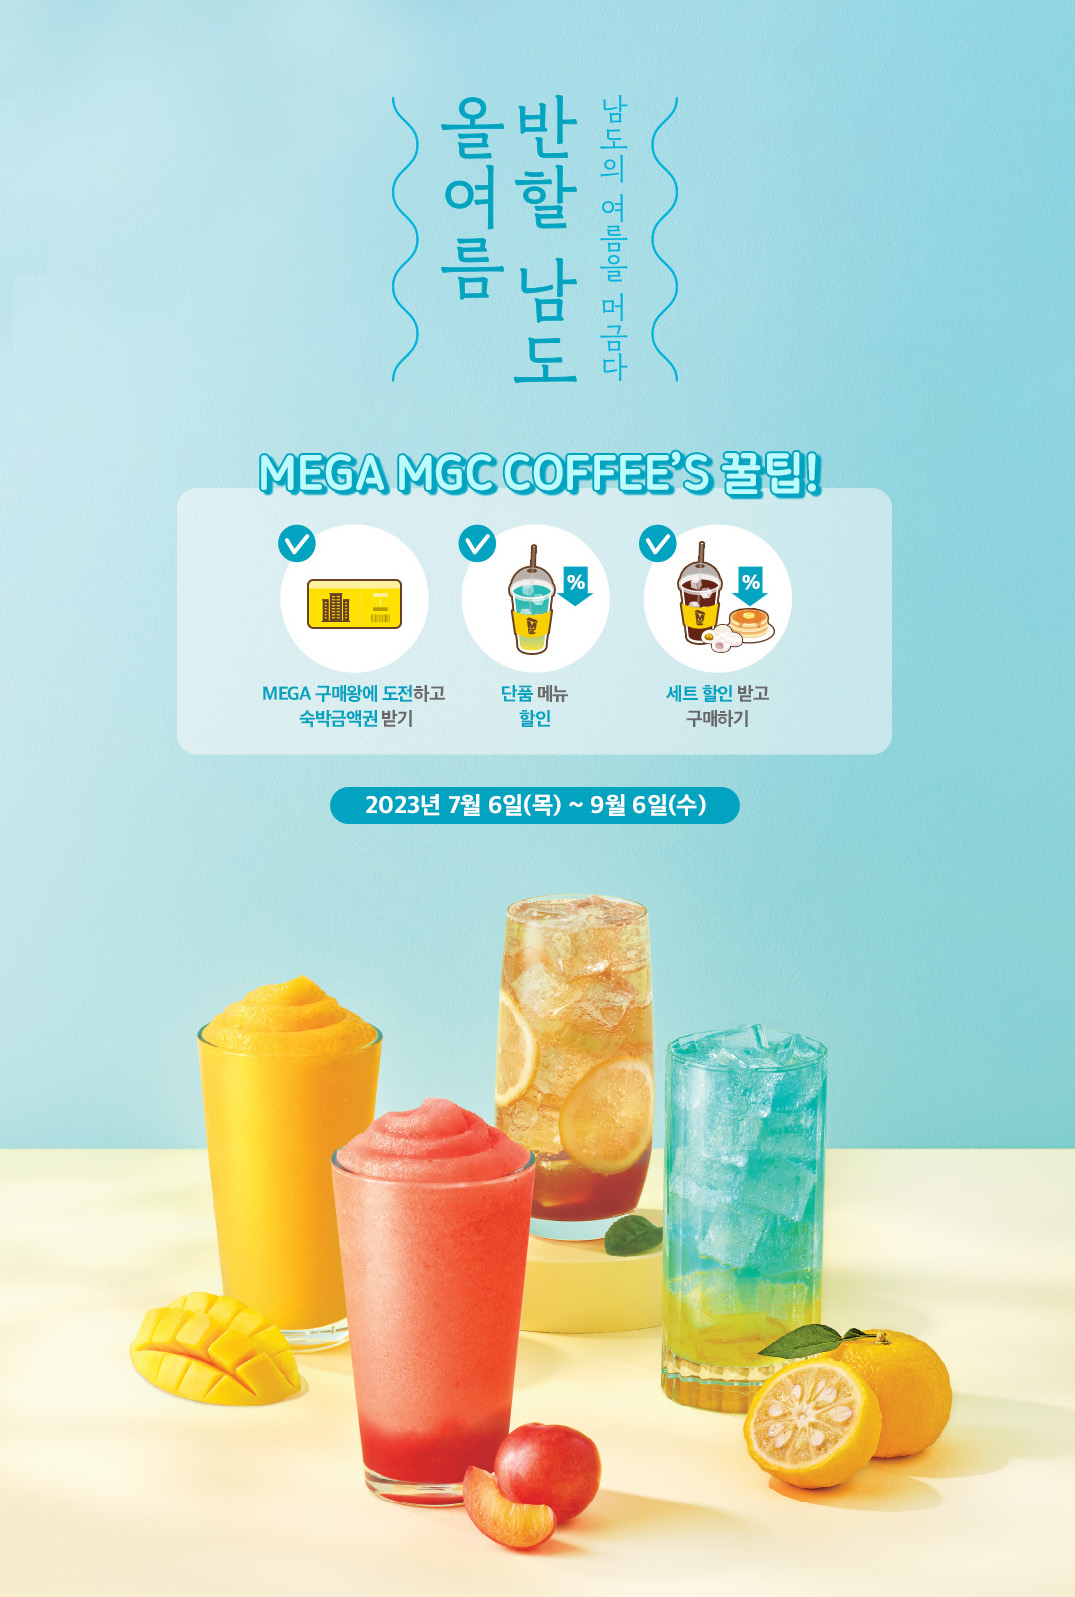 남도의 여름을 머금다
반할 남도
올여름
MEGA MGC COFFEE'S 꿀팁!
%
%
MEGA 구매왕에 도전하고
숙박금액권 받기
단품 메뉴
할인
세트 할인 받고
구매하기
2023년 7월 6일(목) ~ 9월 6일(수)